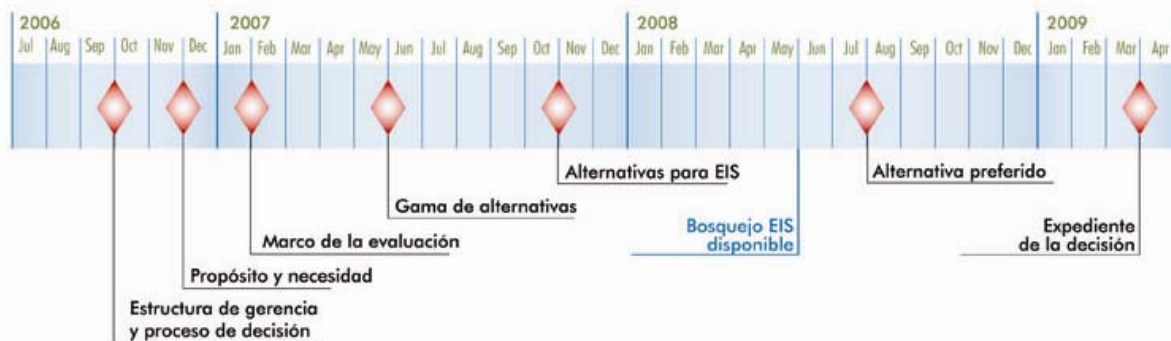 2006 2007 2008 2009
Jul Aug Sep Oct Nov Dec Jan Feb Mar Apr May Jun Jul Aug Sep Oct Nov Dec Jan Feb Mar Apr May Jun Jul Aug Sep Oct Nov Dec Jan Feb Mar Apr
Alternativas para EIS
Alternativa preferido
Gama de alternativas
Bosquejo EIS
disponible
Expediente
de la decisión
Marco de la evaluación
Propósito y necesidad
Estructura de gerencia
y proceso de decisión